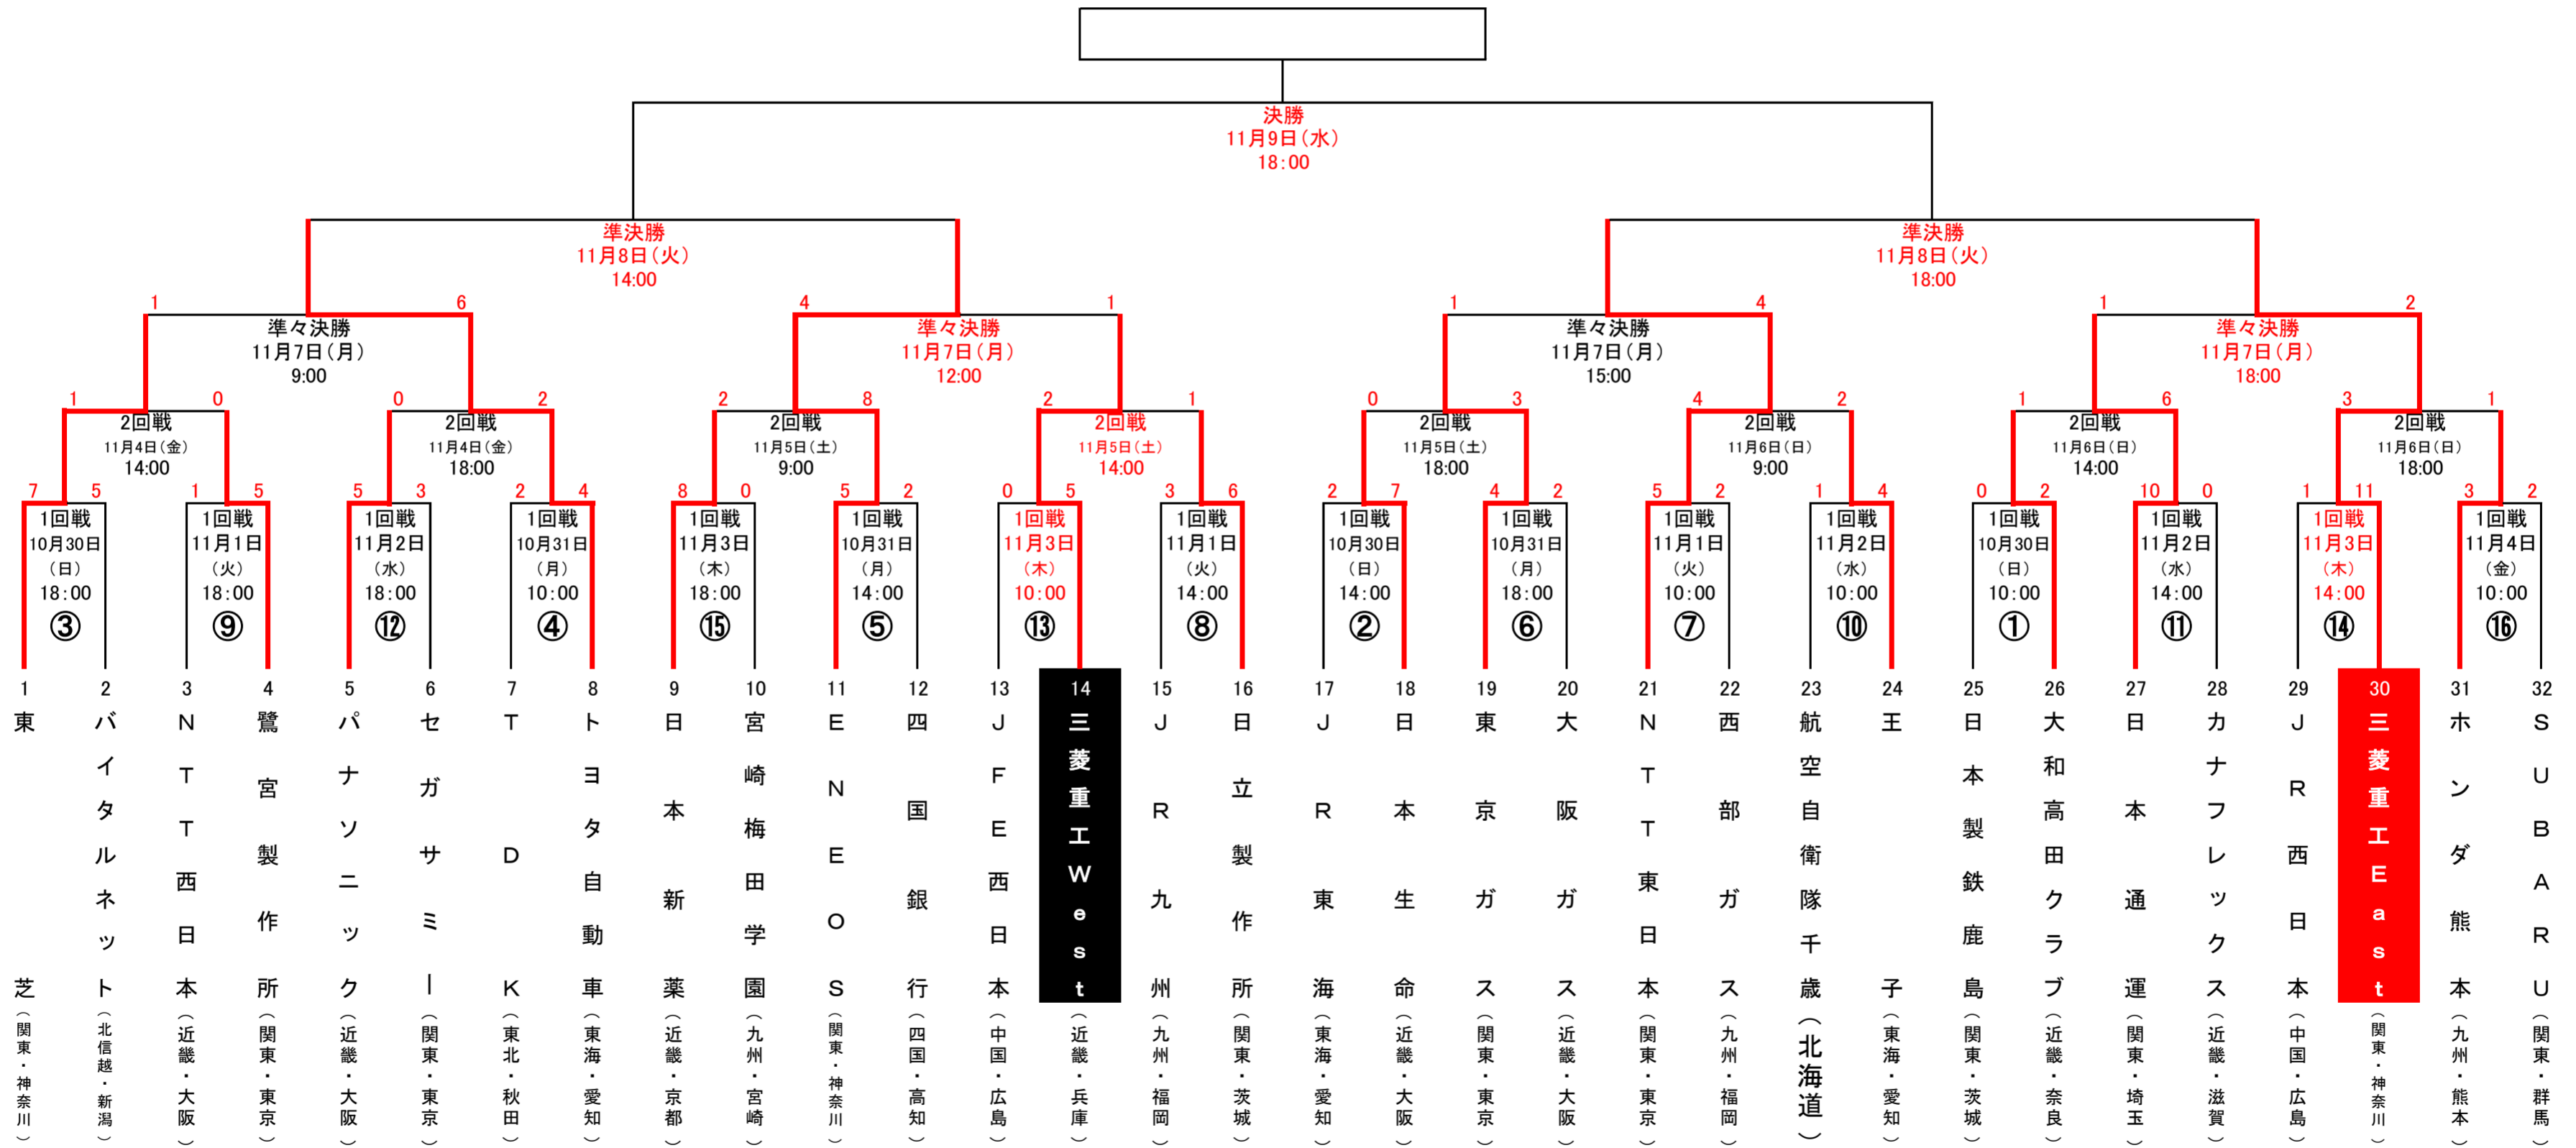 決勝
11月9日(水)
18:00
準決勝
11月8日(火)
14:00
準決勝
11月8日(火)
18:00
1 6 4 1 1 4 1 2
準々決勝
11月7日(月)
9:00
準々決勝
11月7日(月)
12:00
準々決勝
11月7日(月)
15:00
準々決勝
11月7日(月)
18:00
1 0 0 2 2 8 2 1 0 3 4 2 1 6 3 1
2回戦
11月4日(金)
14:00
2回戦
11月4日(金)
18:00
2回戦
11月5日(土)
9:00
2回戦
11月5日(土)
14:00
2回戦
11月5日(土)
18:00
2回戦
11月6日(日)
9:00
2回戦
11月6日(日)
14:00
2回戦
11月6日(日)
18:00
7 5 1 5 5 3 2 4 8 0 5 2 0 5 3 6 2 7 4 2 5 2 1 4 0 2 10 0 1 11 3 2
1回戦
10月30日
(日)
18:00
③
1回戦
11月1日
(火)
18:00
⑨
1回戦
11月2日
(水)
18:00
⑫
1回戦
10月31日
(月)
10:00
④
1回戦
11月3日
(木)
18:00
⑮
1回戦
10月31日
(月)
14:00
⑤
1回戦
11月3日
(木)
10:00
⑬
1回戦
11月1日
(火)
14:00
⑧
1回戦
10月30日
(日)
14:00
②
1回戦
10月31日
(月)
18:00
⑥
1回戦
11月1日
(火)
10:00
⑦
1回戦
11月2日
(水)
10:00
⑩
1回戦
10月30日
(日)
10:00
①
1回戦
11月2日
(水)
14:00
⑪
1回戦
11月3日
(木)
14:00
⑭
1回戦
11月4日
(金)
10:00
⑯
1 東芝(関東・神奈川)
2 バイタルネット(北信越・新潟)
3 NTT西日本(近畿・大阪)
4 鷺宮製作所(関東・東京)
5 パナソニック(近畿・大阪)
6 セガサミー(関東・東京)
7 TDK(東北・秋田)
8 トヨタ自動車(東海・愛知)
9 日本新薬(近畿・京都)
10 宮崎梅田学園(九州・宮崎)
11 ENEOS(関東・神奈川)
12 四国銀行(四国・高知)
13 JFE西日本(中国・広島)
14 三菱重工West(近畿・兵庫)
15 JR九州(九州・福岡)
16 日立製作所(関東・茨城)
17 JR東海(東海・愛知)
18 日本生命(近畿・大阪)
19 東京ガス(関東・東京)
20 大阪ガス(近畿・大阪)
21 NTT東日本(関東・東京)
22 西部ガス(九州・福岡)
23 航空自衛隊千歳(北海道)
24 王子(東海・愛知)
25 日本製鉄鹿島(関東・茨城)
26 大和高田クラブ(近畿・奈良)
27 日本通運(関東・埼玉)
28 カナフレックス(近畿・滋賀)
29 JR西日本(中国・広島)
30 三菱重工East(関東・神奈川)
31 ホンダ熊本(九州・熊本)
32 SUBARU(関東・群馬)